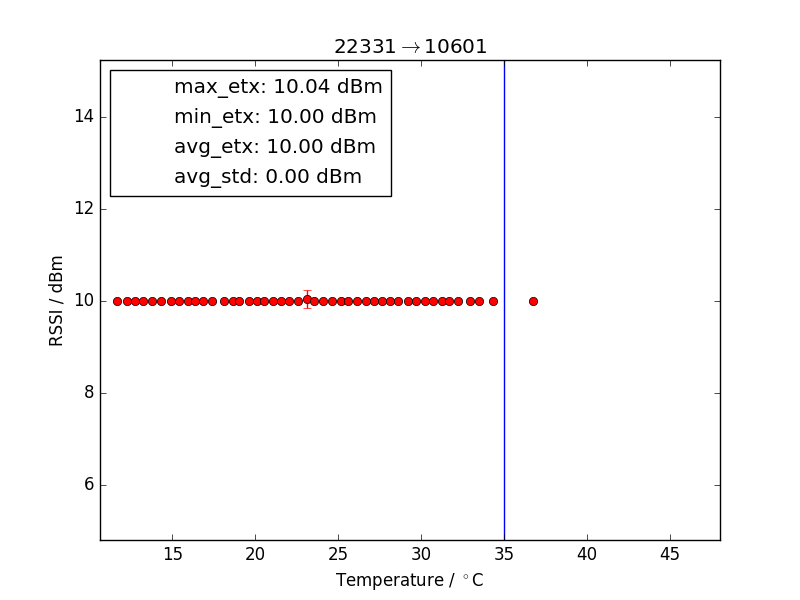 22331→10601
max_etx: 10.04 dBm
min_etx: 10.00 dBm
avg_etx: 10.00 dBm
avg_std: 0.00 dBm
14
12
10
8
6
RSSI / dBm
15 20 25 30 35 40 45
Temperature / °C